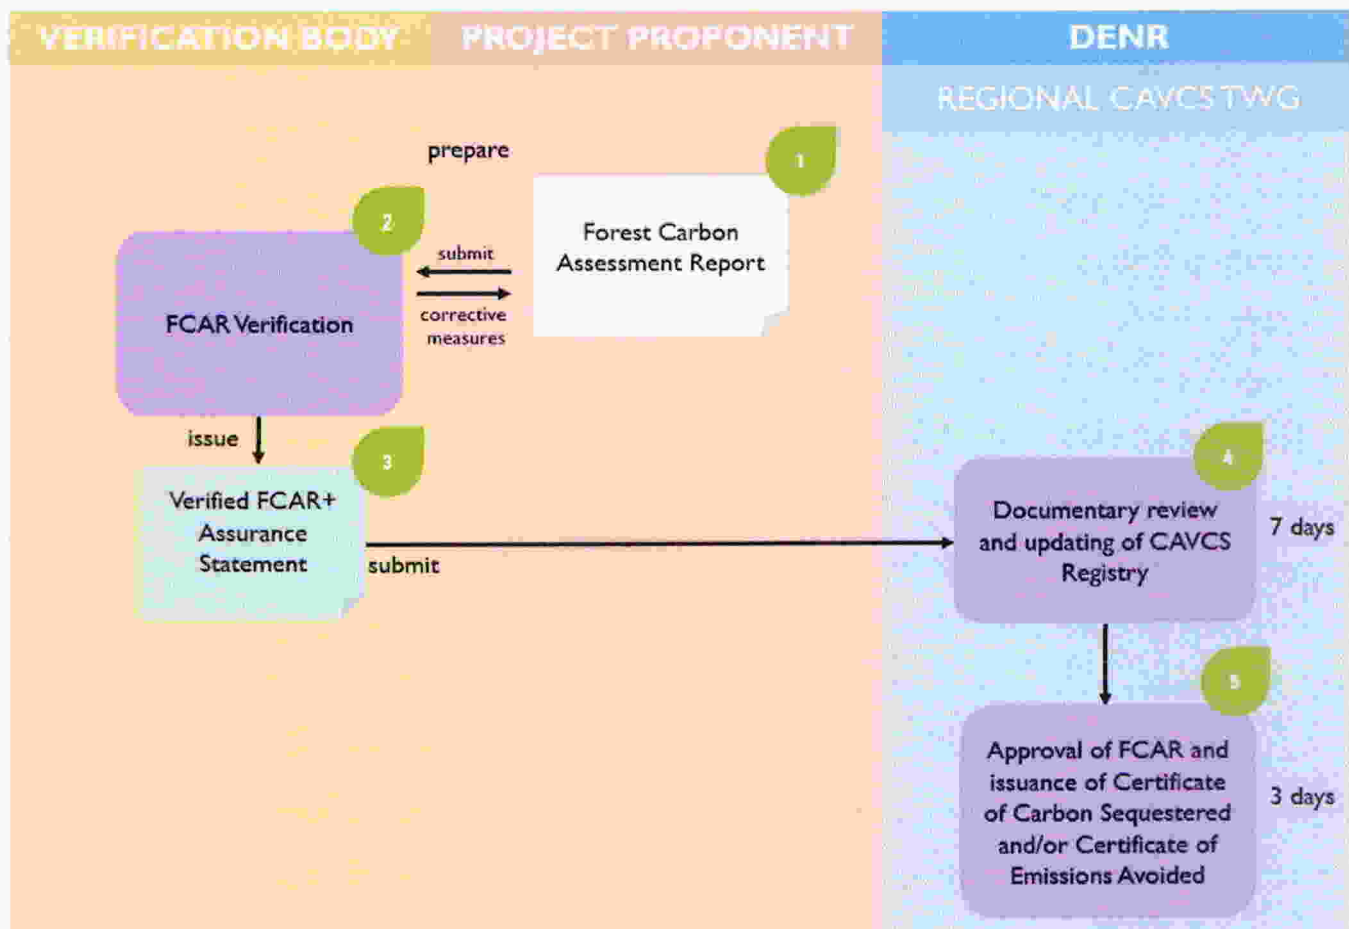 VERIFICATION BODY
PROJECT PROPONENT
DENR
REGIONAL CAVCS TWG
prepare
1
Forest Carbon
Assessment Report
2
submit
FCAR Verification
corrective
measures
issue
3
Verified FCAR+
Assurance
Statement
submit
4
Documentary review
and updating of CAVCS
Registry
7 days
5
Approval of FCAR and
issuance of Certificate
of Carbon Sequestered
and/or Certificate of
Emissions Avoided
3 days